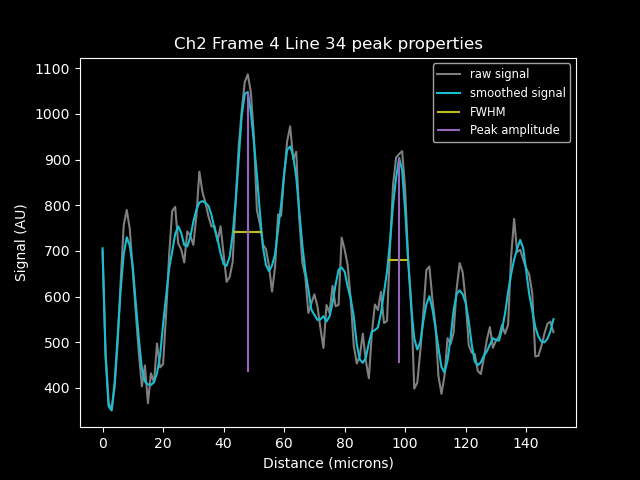 Ch2 Frame 4 Line 34 peak properties
raw signal
smoothed signal
FWHM
Peak amplitude
Signal (AU)
1100
1000
900
800
700
600
500
400
0 20 40 60 80 100 120 140
Distance (microns)